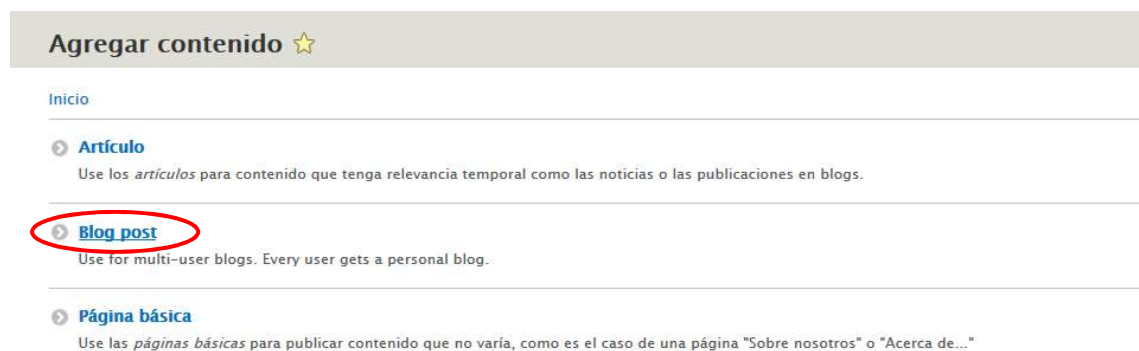 Agregar contenido
Inicio
Artículo
Use los artículos para contenido que tenga relevancia temporal como las noticias o las publicaciones en blogs.
Blog post
Use for multi-user blogs. Every user gets a personal blog.
Página básica
Use las páginas básicas para publicar contenido que no varía, como es el caso de una página "Sobre nosotros" o "Acerca de..."